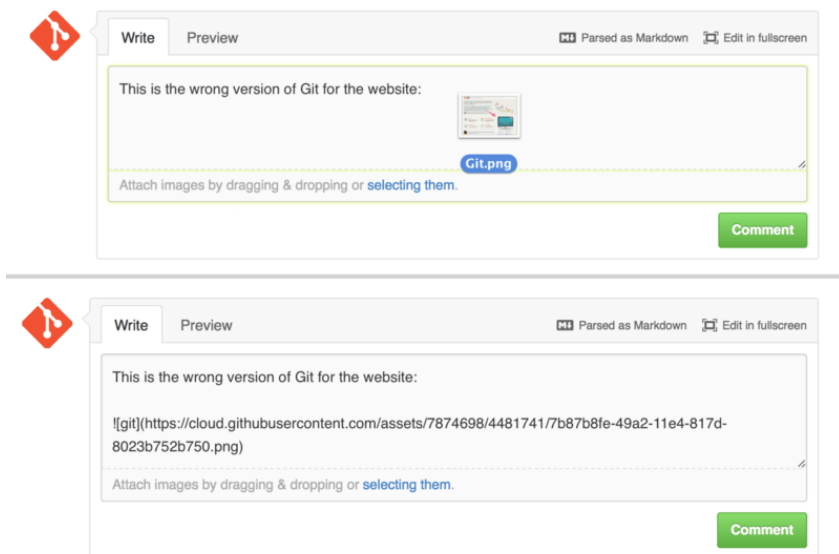 Write Preview Parsed as Markdown Edit in fullscreen
This is the wrong version of Git for the website:
Git.png
Attach images by dragging & dropping or selecting them.
Comment
Write Preview Parsed as Markdown Edit in fullscreen
This is the wrong version of Git for the website:
![git](https://cloud.githubusercontent.com/assets/7874698/4481741/7b87b8fe-49a2-11e4-817d-
8023b752b750.png)
Attach images by dragging & dropping or selecting them.
Comment